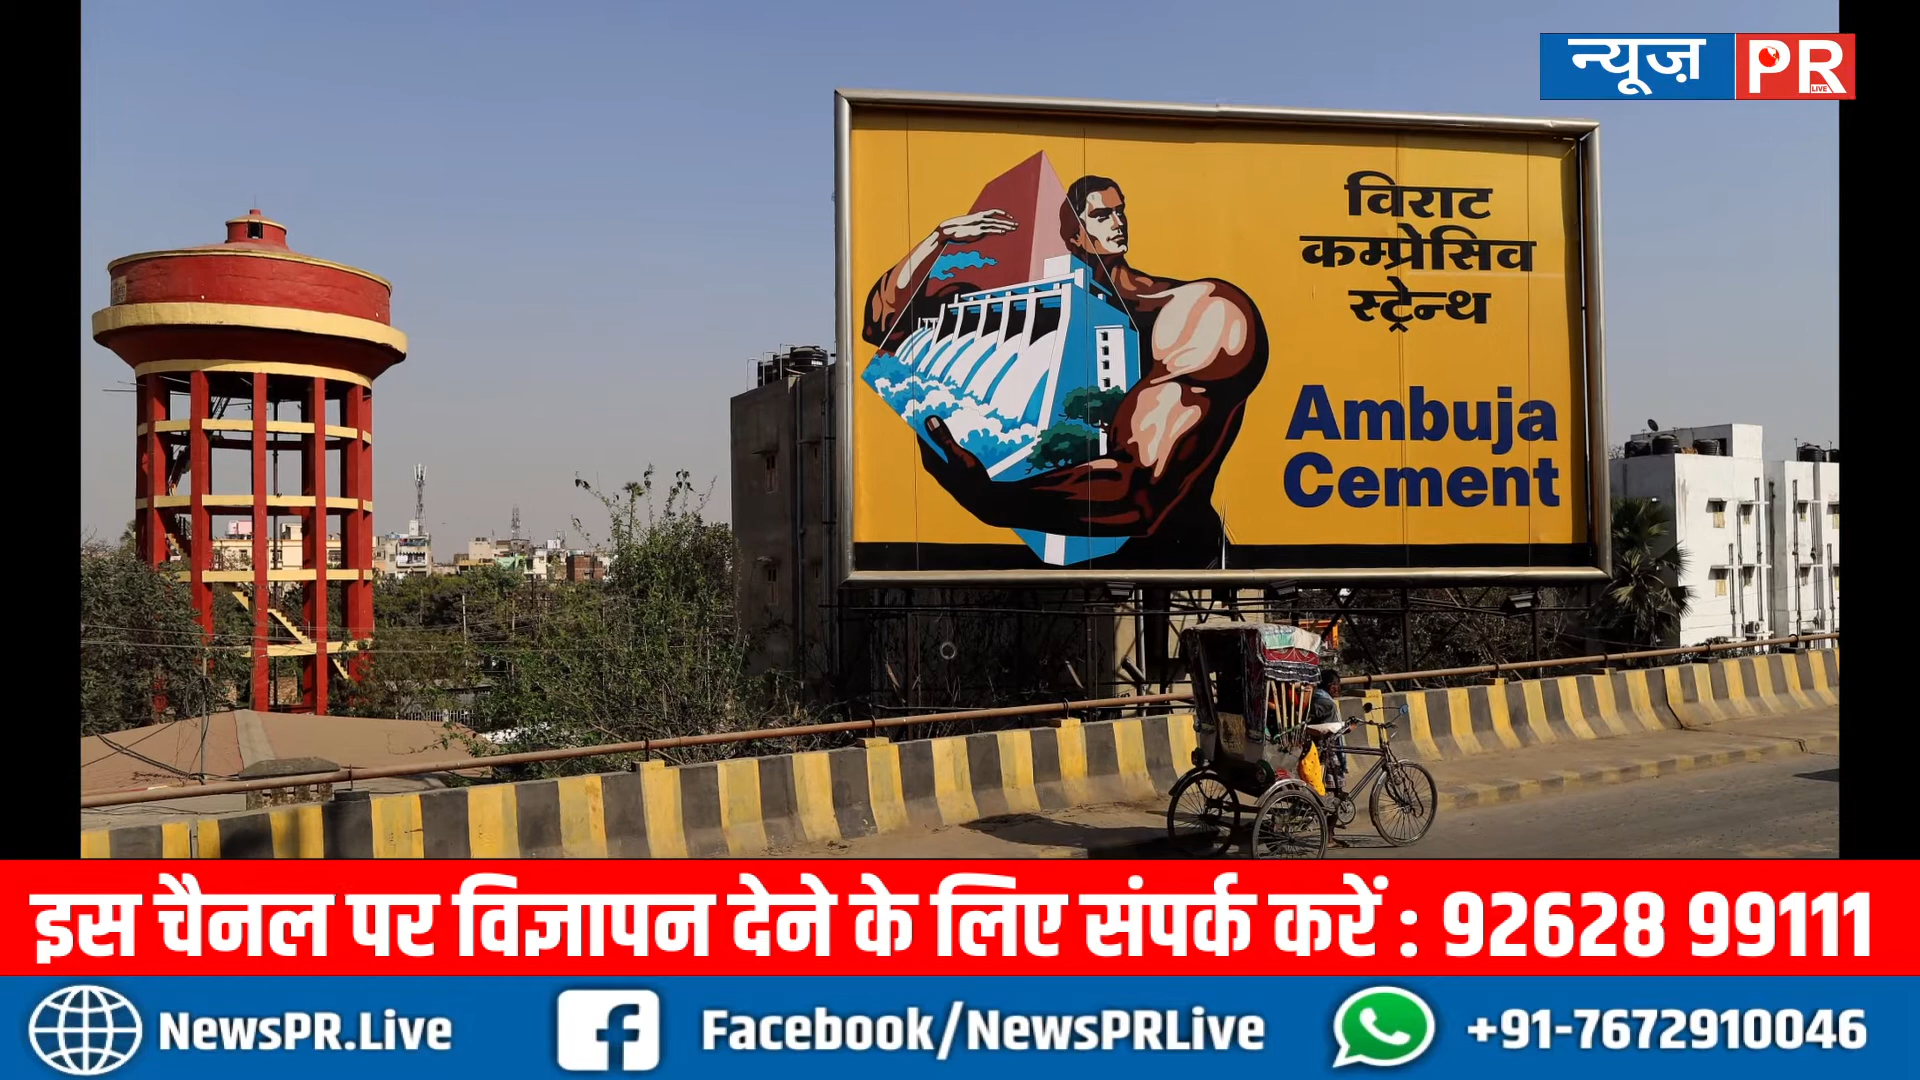 न्यूज़ PR
LIVE
विराट
कम्प्रेसिव
स्ट्रेन्थ
Ambuja
Cement
इस चैनल पर विज्ञापन देने के लिए संपर्क करें : 92628 99111
NewsPR.Live Facebook/NewsPRLive +91-7672910046